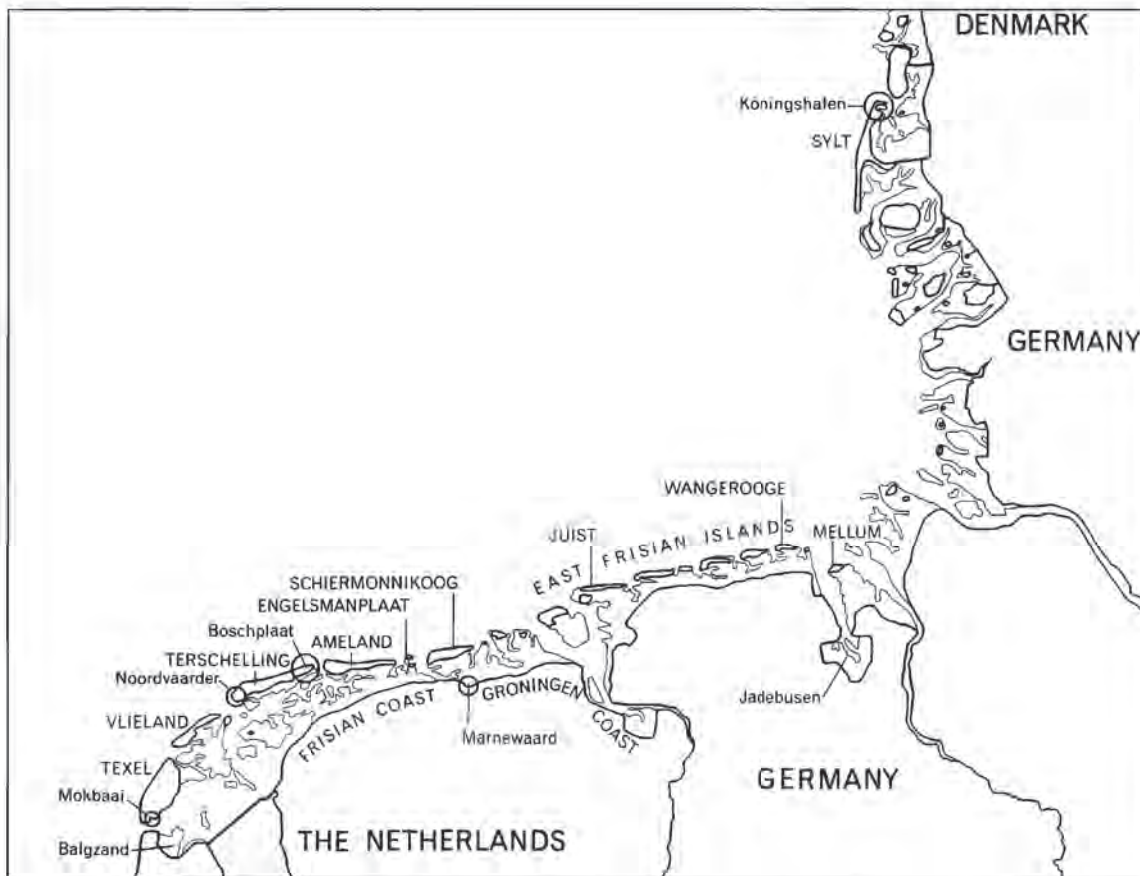 DENMARK
Köningshafen
SYLT
GERMANY
WANGEROOGE
JUIST
EAST FRISIAN ISLANDS
MELLUM
SCHIERMONNIKOOG
ENGELSMANPLAAT
Boschplaat
AMELAND
TERSCHELLING
Noordvaarder
VLIELAND
FRISIAN COAST
GRONINGEN COAST
Marnewaard
Jadebusen
TEXEL
Mokbaai
GERMANY
THE NETHERLANDS
Balgzand